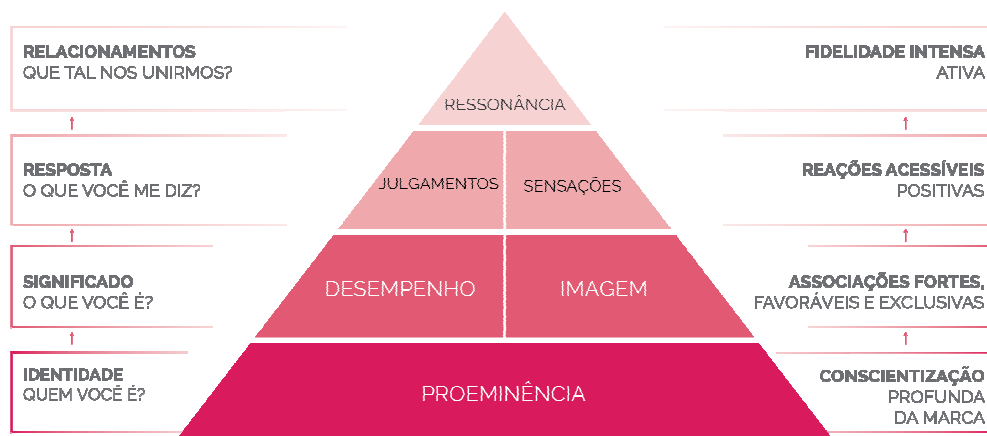 RELACIONAMENTOS
QUE TAL NOS UNIRMOS?
RESSONÂNCIA
FIDELIDADE INTENSA
ATIVA
RESPOSTA
O QUE VOCÊ ME DIZ?
JULGAMENTOS
SENSAÇÕES
REAÇÕES ACESSÍVEIS
POSITIVAS
SIGNIFICADO
O QUE VOCÊ É?
DESEMPENHO
IMAGEM
ASSOCIAÇÕES FORTES,
FAVORÁVEIS E EXCLUSIVAS
IDENTIDADE
QUEM VOCÊ É?
PROEMINÊNCIA
CONSCIENTIZAÇÃO
PROFUNDA
DA MARCA